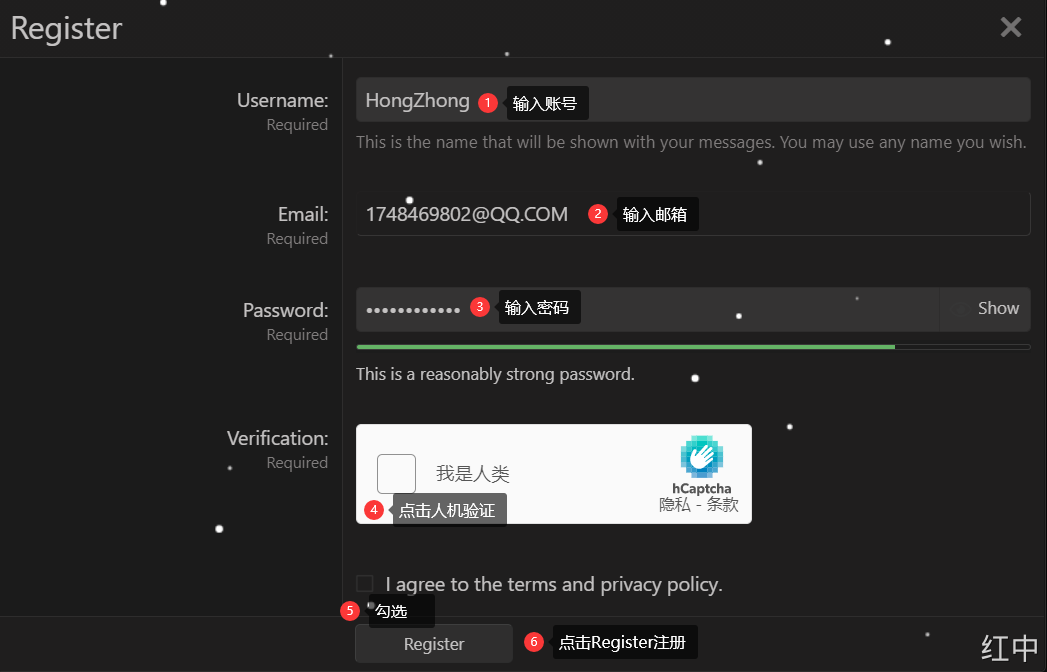 Register
Username:
Required
HongZhong 1 输入账号
This is the name that will be shown with your messages. You may use any name you wish.
Email:
Required
1748469802@QQ.COM 2 输入邮箱
Password:
Required
•••••••••••• 3 输入密码 Show
This is a reasonably strong password.
Verification:
Required
我是人类
hCaptcha
隐私 - 条款
4 点击人机验证
I agree to the terms and privacy policy.
5 勾选
Register 6 点击Register注册
红中